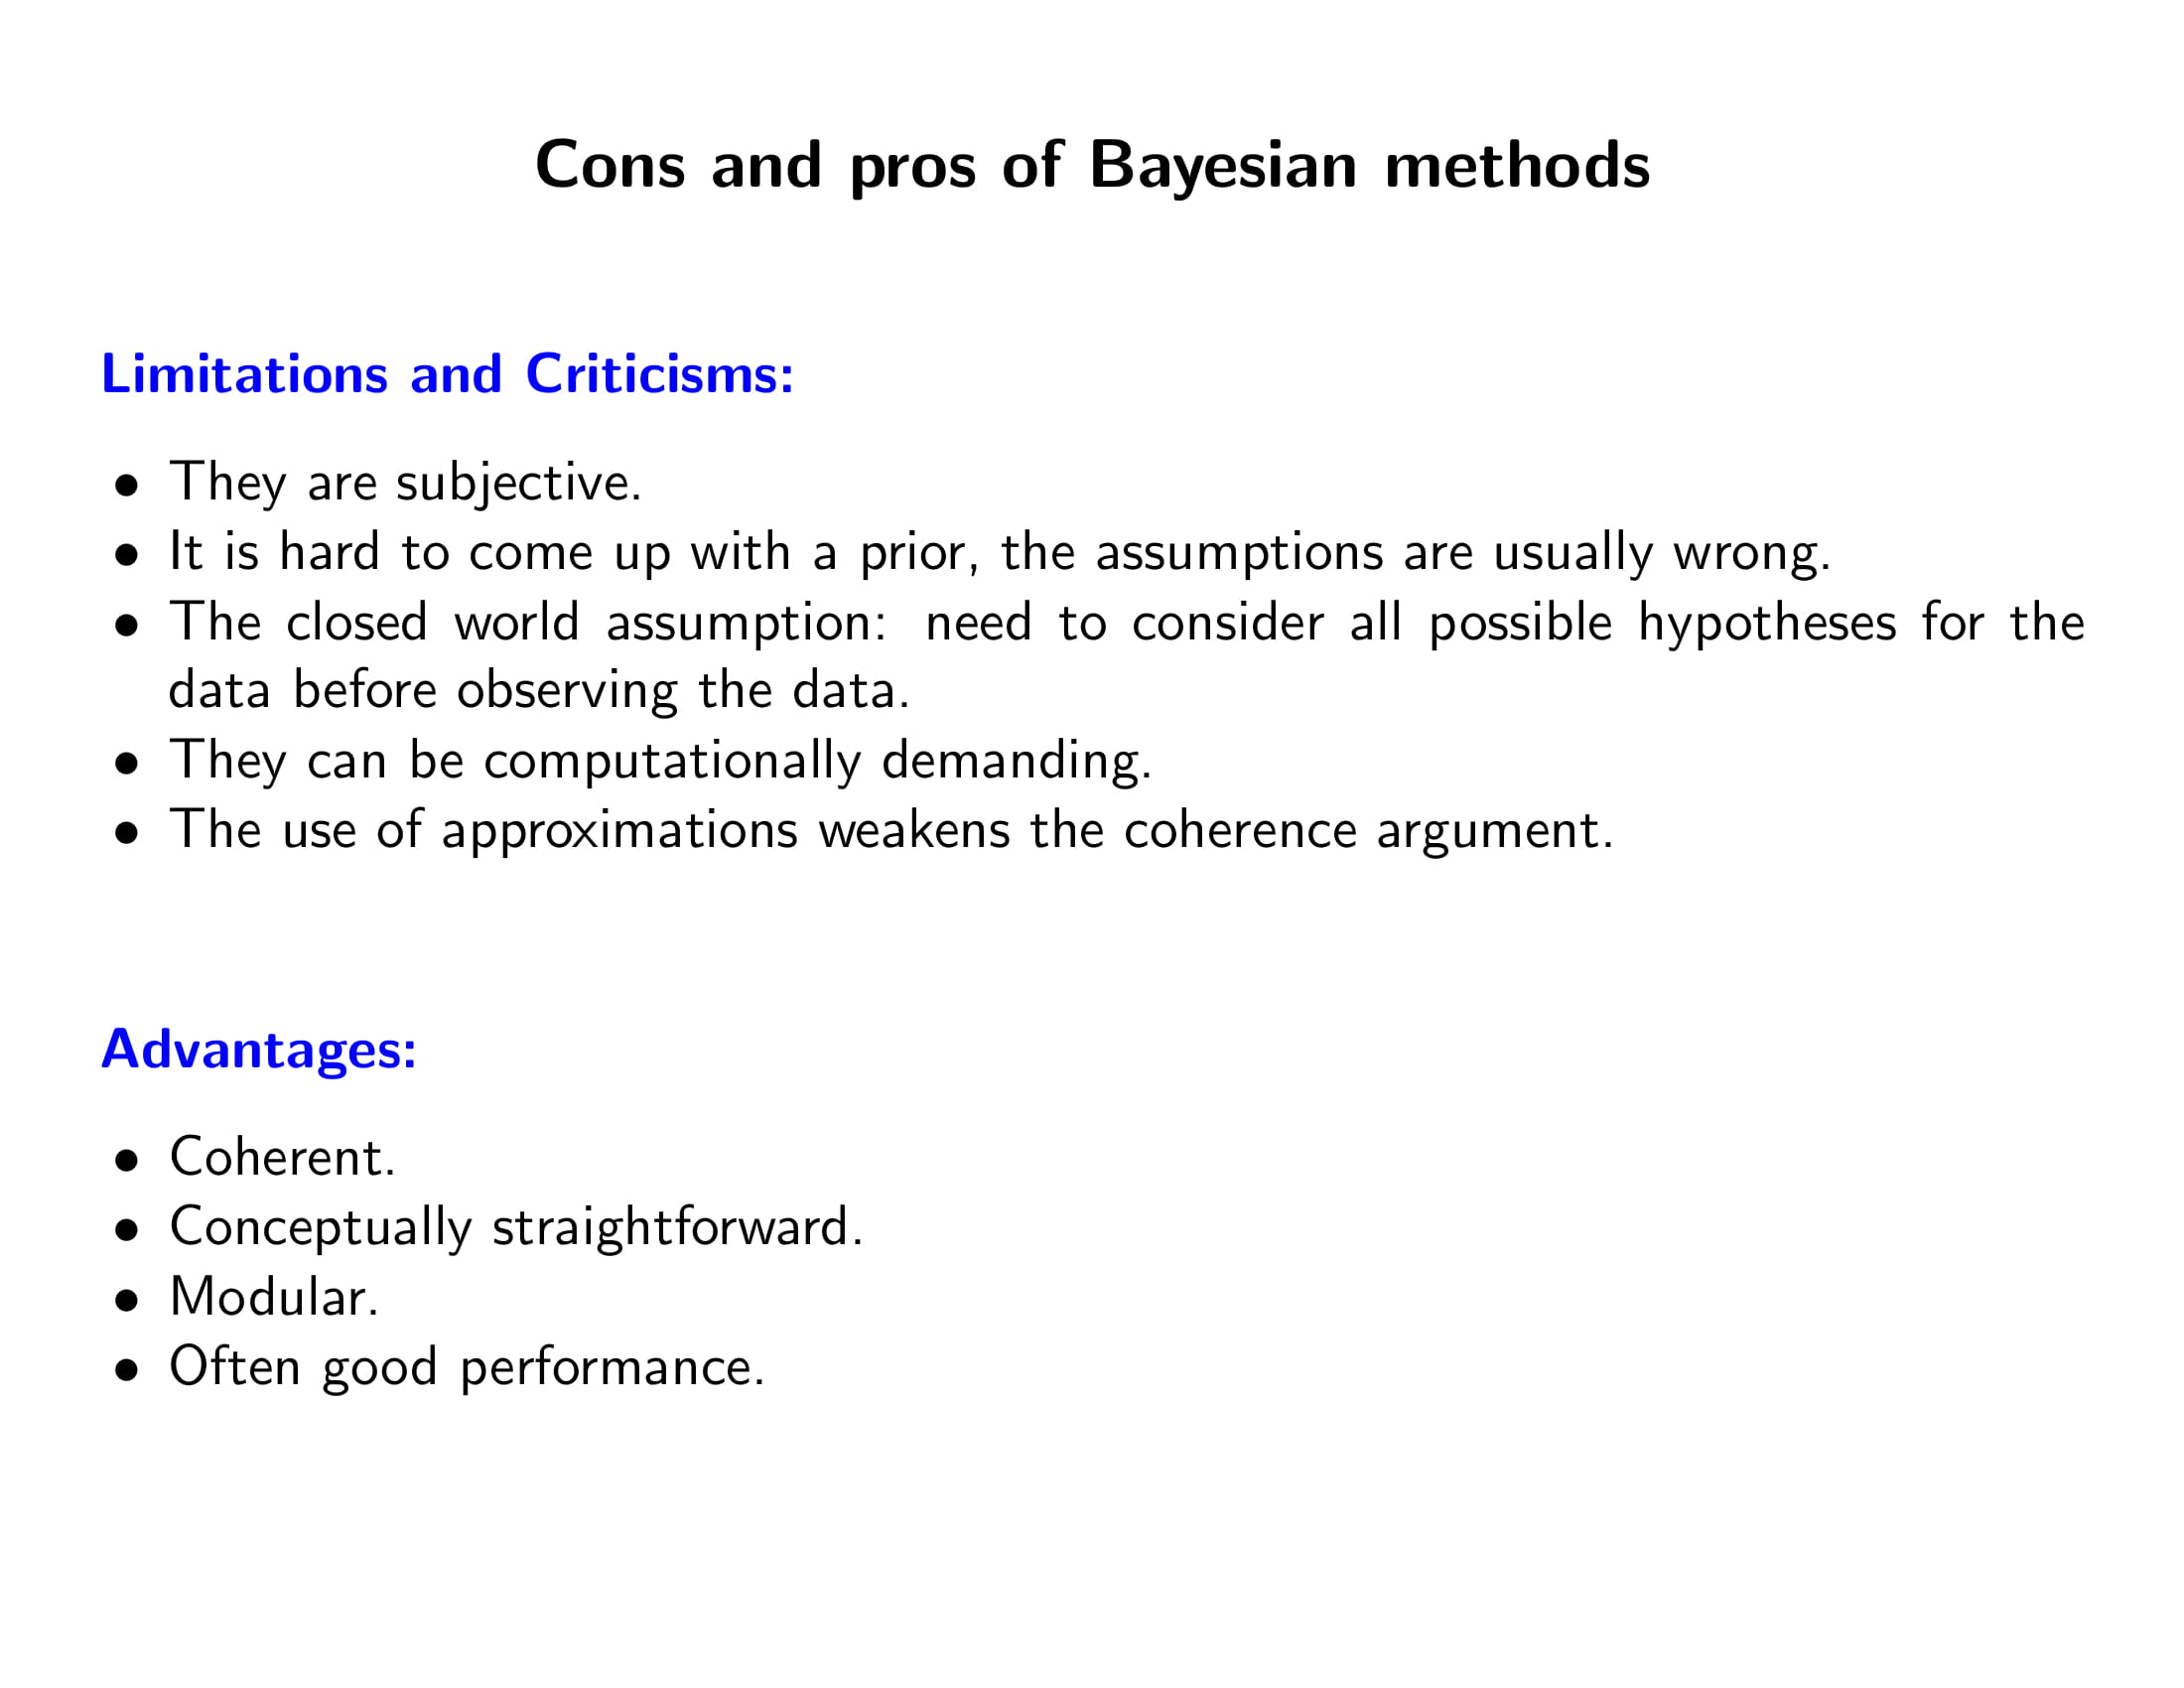 Cons and pros of Bayesian methods
Limitations and Criticisms:
• They are subjective.
• It is hard to come up with a prior, the assumptions are usually wrong.
• The closed world assumption: need to consider all possible hypotheses for the
data before observing the data.
• They can be computationally demanding.
• The use of approximations weakens the coherence argument.
Advantages:
• Coherent.
• Conceptually straightforward.
• Modular.
• Often good performance.